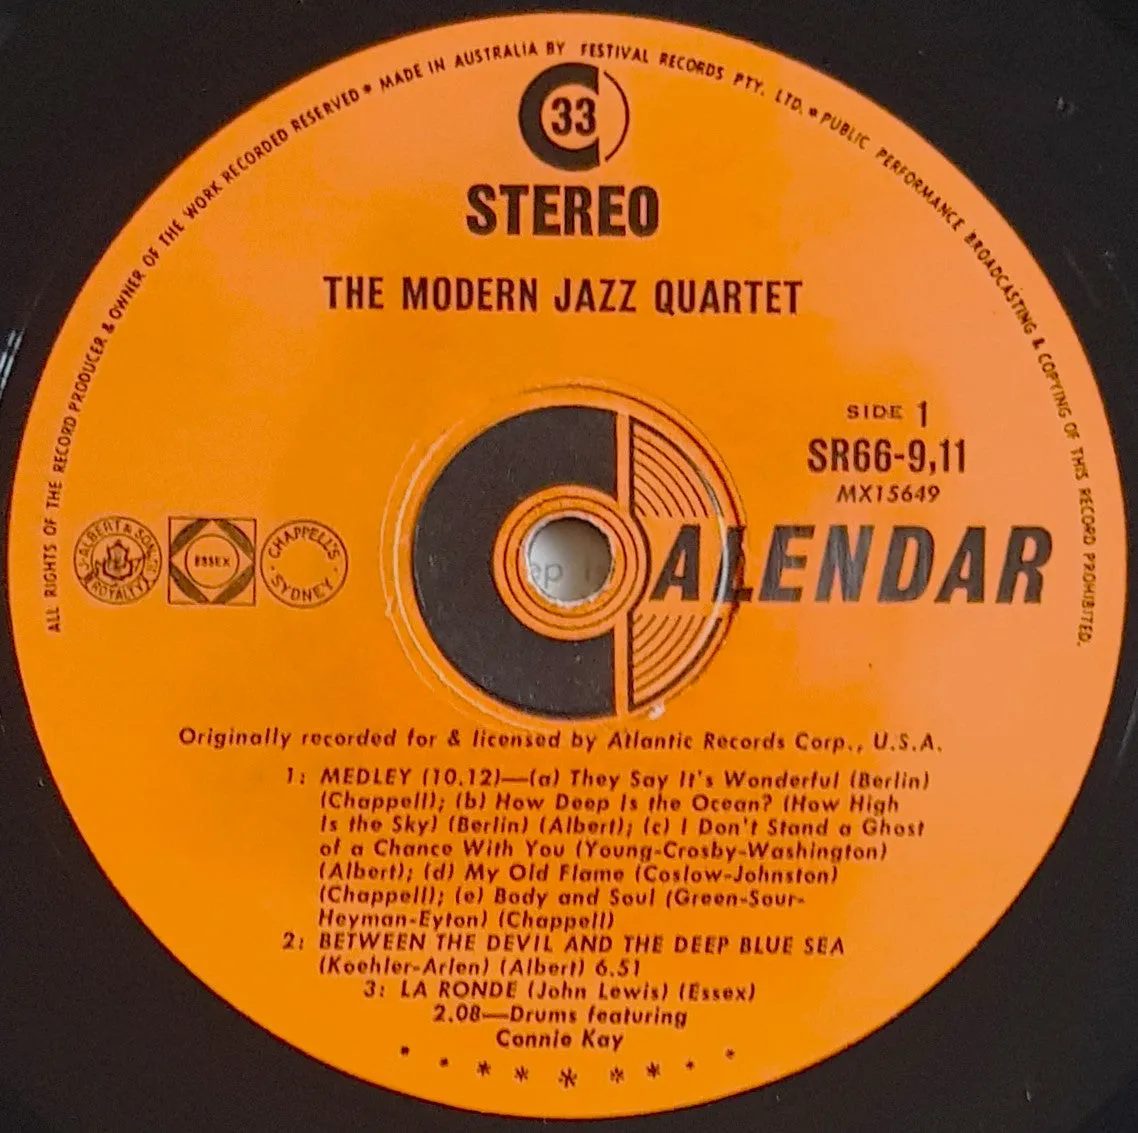 ALL RIGHTS OF THE RECORD PRODUCER & OWNER OF THE WORK RECORDED RESERVED * MADE IN AUSTRALIA BY FESTIVAL RECORDS PTY. LTD. * PUBLIC PERFORMANCE BROADCASTING & COPYING OF THIS RECORD PROHIBITED.
33
STEREO
THE MODERN JAZZ QUARTET
SIDE 1
SR66-9,11
MX15649
CALENDAR
J. ALBERT & SON
ROYALTY
ESSEX
CHAPPELL'S
SYDNEY
Originally recorded for & licensed by Atlantic Records Corp., U.S.A.
1: MEDLEY (10.12)—(a) They Say It's Wonderful (Berlin)
(Chappell); (b) How Deep Is the Ocean? (How High
Is the Sky) (Berlin) (Albert); (c) I Don't Stand a Ghost
of a Chance With You (Young-Crosby-Washington)
(Albert); (d) My Old Flame (Coslow-Johnston)
(Chappell); (e) Body and Soul (Green-Sour-
Heyman-Eyton) (Chappell)
2: BETWEEN THE DEVIL AND THE DEEP BLUE SEA
(Koehler-Arlen) (Albert) 6.51
3: LA RONDE (John Lewis) (Essex)
2.08—Drums featuring
Connie Kay